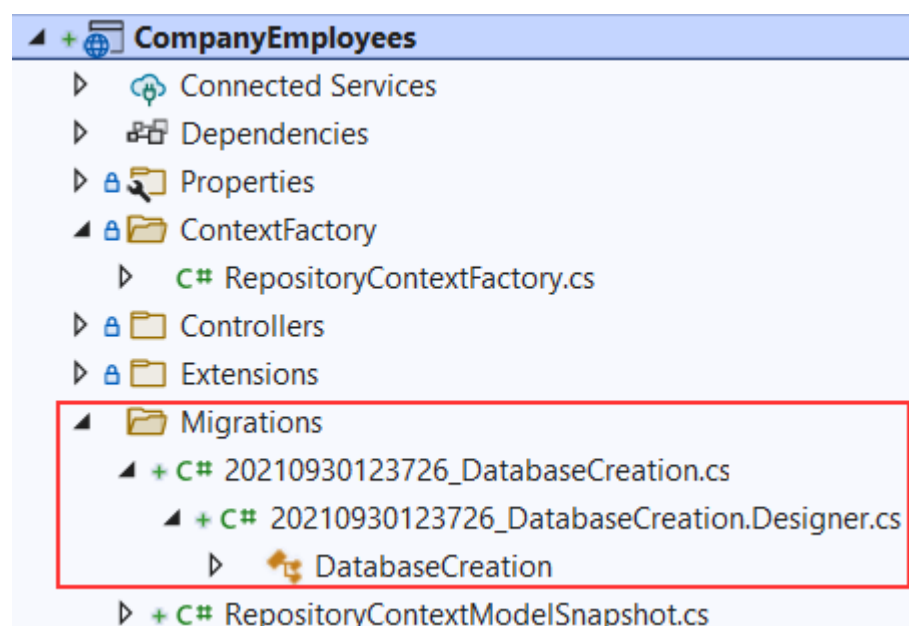 CompanyEmployees
Connected Services
Dependencies
Properties
ContextFactory
C# RepositoryContextFactory.cs
Controllers
Extensions
Migrations
+ C# 20210930123726_DatabaseCreation.cs
+ C# 20210930123726_DatabaseCreation.Designer.cs
DatabaseCreation
+ C# RepositoryContextModelSnapshot.cs